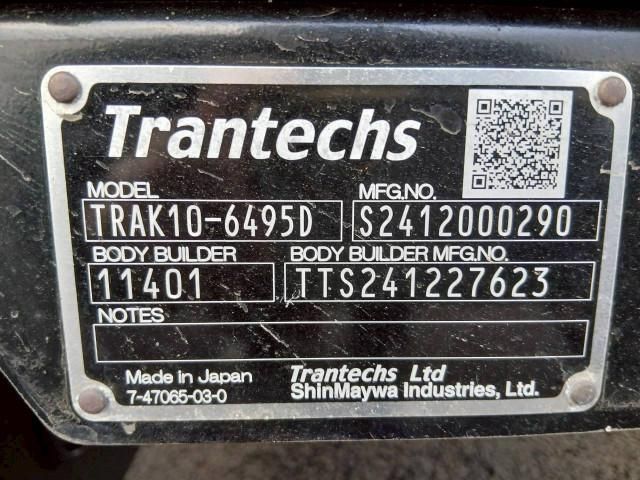 Trantechs
MODEL MFG.NO.
TRAK10-6495D S2412000290
BODY BUILDER BODY BUILDER MFG.NO.
11401 TTS241227623
NOTES
Made in Japan Trantechs Ltd
7-47065-03-0 ShinMaywa Industries, Ltd.